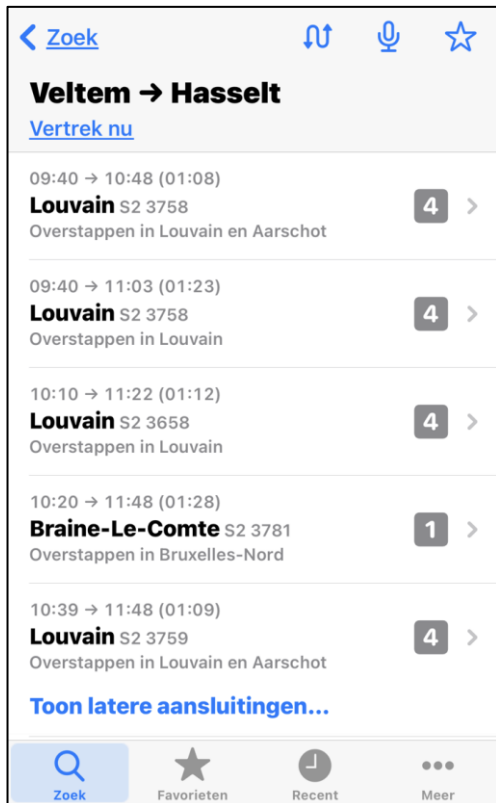 Zoek
Veltem → Hasselt
Vertrek nu
09:40 → 10:48 (01:08)
Louvain S2 3758
4
Overstappen in Louvain en Aarschot
09:40 → 11:03 (01:23)
Louvain S2 3758
4
Overstappen in Louvain
10:10 → 11:22 (01:12)
Louvain S2 3658
4
Overstappen in Louvain
10:20 → 11:48 (01:28)
Braine-Le-Comte S2 3781
1
Overstappen in Bruxelles-Nord
10:39 → 11:48 (01:09)
Louvain S2 3759
4
Overstappen in Louvain en Aarschot
Toon latere aansluitingen...
Zoek
Favorieten
Recent
Meer